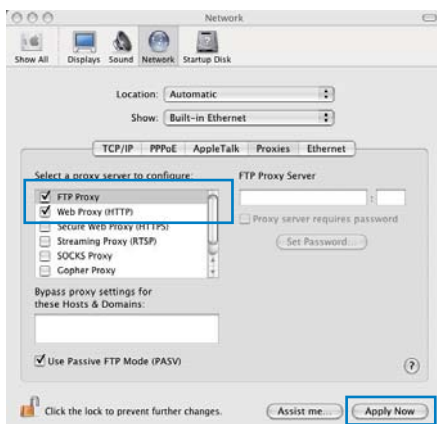 Network
Show All Displays Sound Network Startup Disk
Location: Automatic
Show: Built-in Ethernet
TCP/IP PPPoE AppleTalk Proxies Ethernet
Select a proxy server to configure: FTP Proxy Server
FTP Proxy
:
Web Proxy (HTTP)
Proxy server requires password
Secure Web Proxy (HTTPS)
Streaming Proxy (RTSP)
Set Password...
SOCKS Proxy
Gopher Proxy
Bypass proxy settings for
these Hosts & Domains:
Use Passive FTP Mode (PASV)
?
Click the lock to prevent further changes.
Assist me... Apply Now